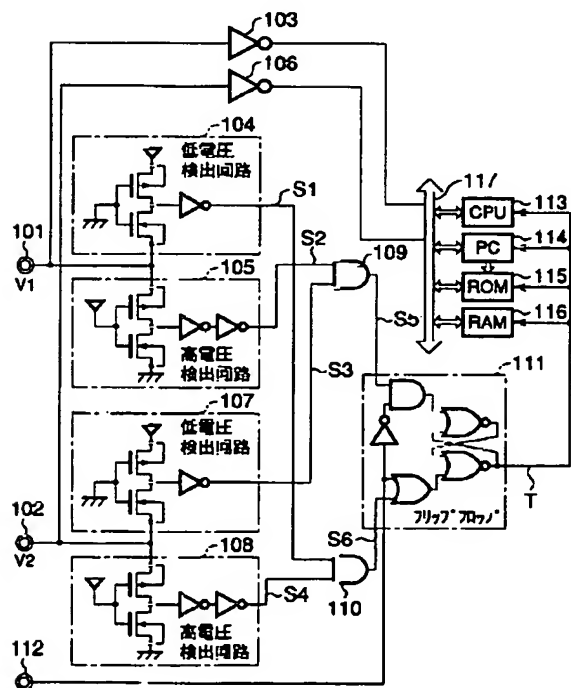 103
106
104
低電圧
検出回路
S1
117
113
CPU
101
V1
S2
109
114
PC
105
115
ROM
S5
116
RAM
高電圧
検出回路
S3
111
107
低電圧
検出回路
T
102
V2
108
S6
フリップフロップ
S4
110
高電圧
検出回路
112